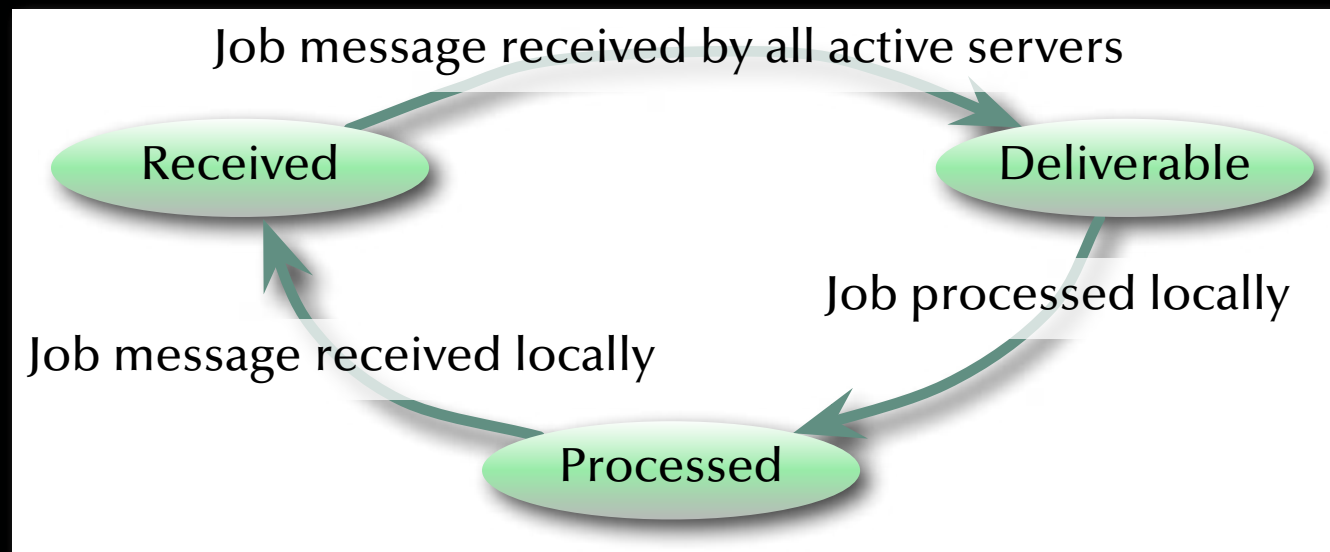 Job message received by all active servers
Received
Deliverable
Job processed locally
Job message received locally
Processed